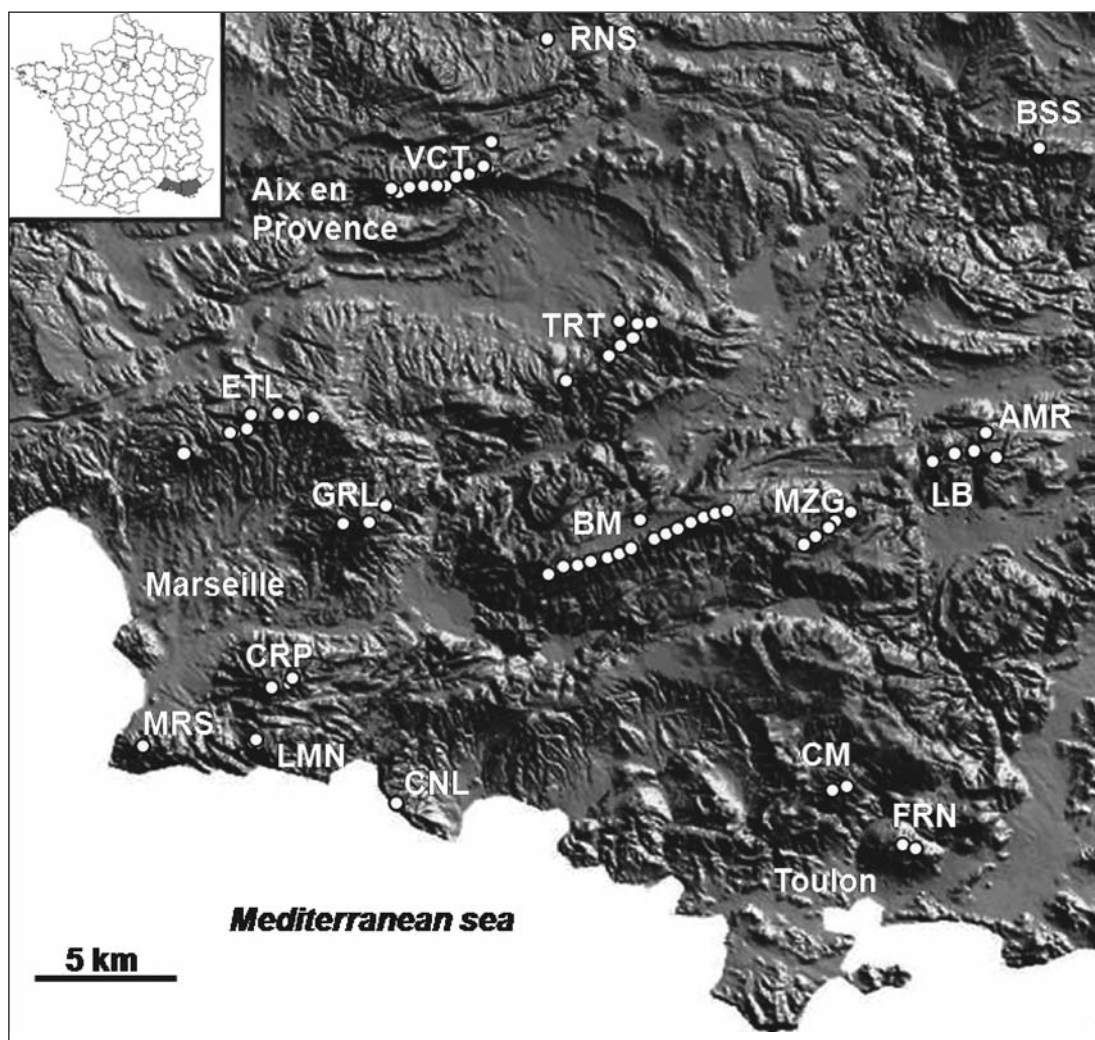 RNS
BSS
VCT
Aix en
Provence
TRT
ETL
AMR
GRL
BM
MZG
LB
Marseille
CRP
MRS
LMN
CNL
CM
FRN
Toulon
Mediterranean sea
5 km